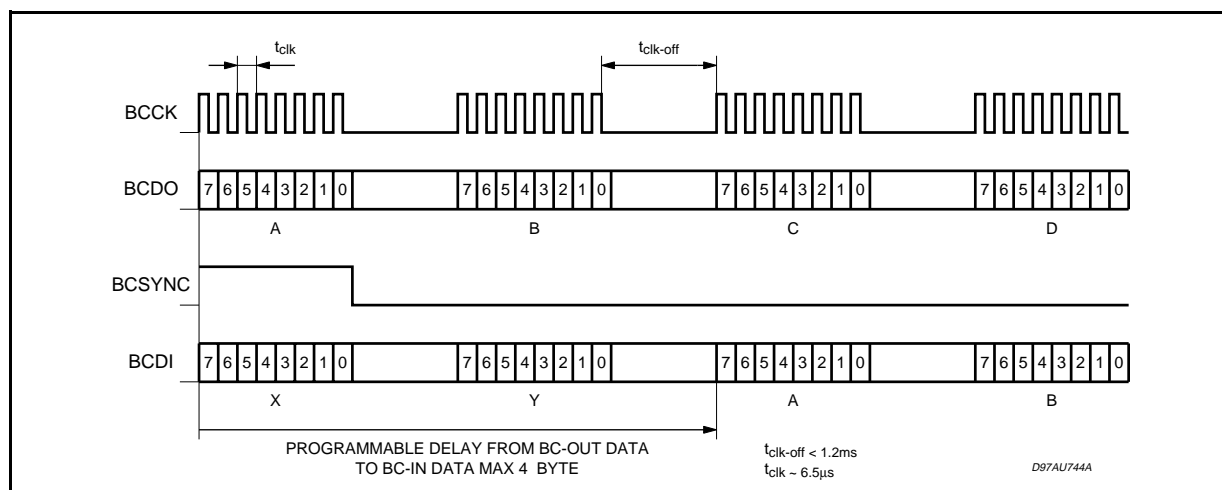 tclk
tclk-off
BCCK
BCDO
7 6 5 4 3 2 1 0 7 6 5 4 3 2 1 0 7 6 5 4 3 2 1 0 7 6 5 4 3 2 1 0
A B C D
BCSYNC
BCDI
7 6 5 4 3 2 1 0 7 6 5 4 3 2 1 0 7 6 5 4 3 2 1 0 7 6 5 4 3 2 1 0
X Y A B
PROGRAMMABLE DELAY FROM BC-OUT DATA
TO BC-IN DATA MAX 4 BYTE
tclk-off < 1.2ms
tclk ~ 6.5µs
D97AU744A